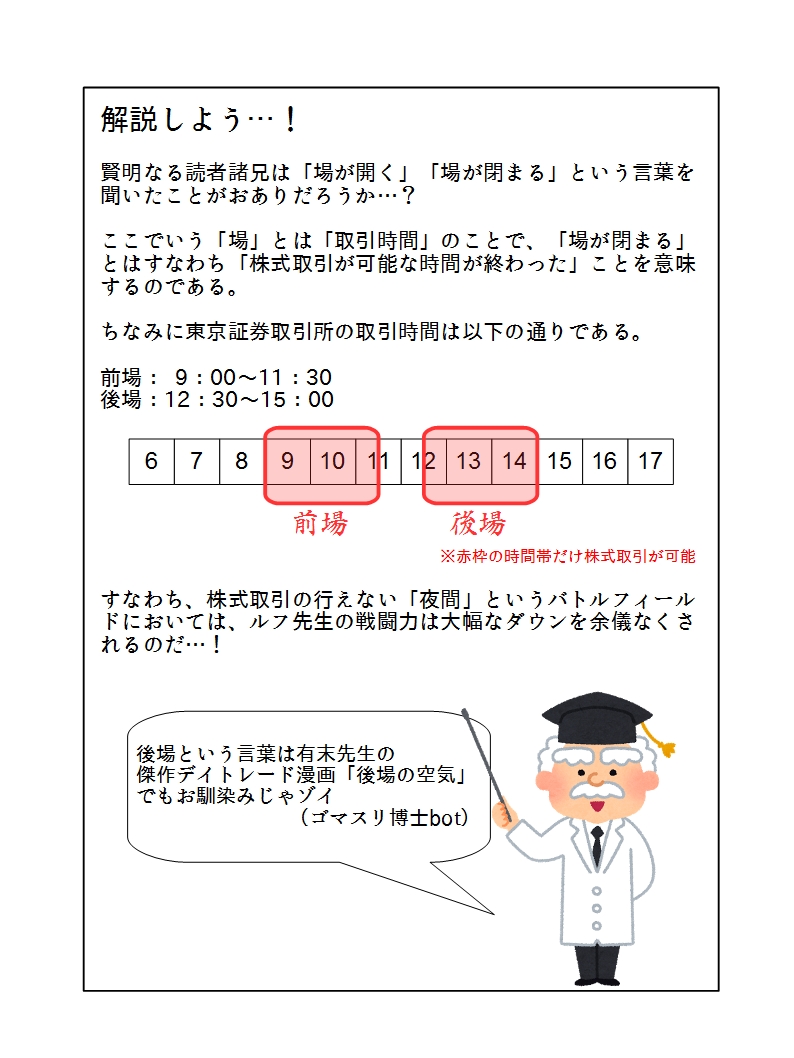 解説しよう…！
賢明なる読者諸兄は「場が開く」「場が閉まる」という言葉を
聞いたことがおありだろうか…？
ここでいう「場」とは「取引時間」のことで、「場が閉まる」
とはすなわち「株式取引が可能な時間が終わった」ことを意味
するのである。
ちなみに東京証券取引所の取引時間は以下の通りである。
前場： 9：00～11：30
後場：12：30～15：00
6 7 8 9 10 11 12 13 14 15 16 17
前場 後場
※赤枠の時間帯だけ株式取引が可能
すなわち、株式取引の行えない「夜間」というバトルフィール
ドにおいては、ルフ先生の戦闘力は大幅なダウンを余儀なくさ
れるのだ…！
後場という言葉は有末先生の
傑作デイトレード漫画「後場の空気」
でもお馴染みじゃゾイ
（ゴマスリ博士bot）